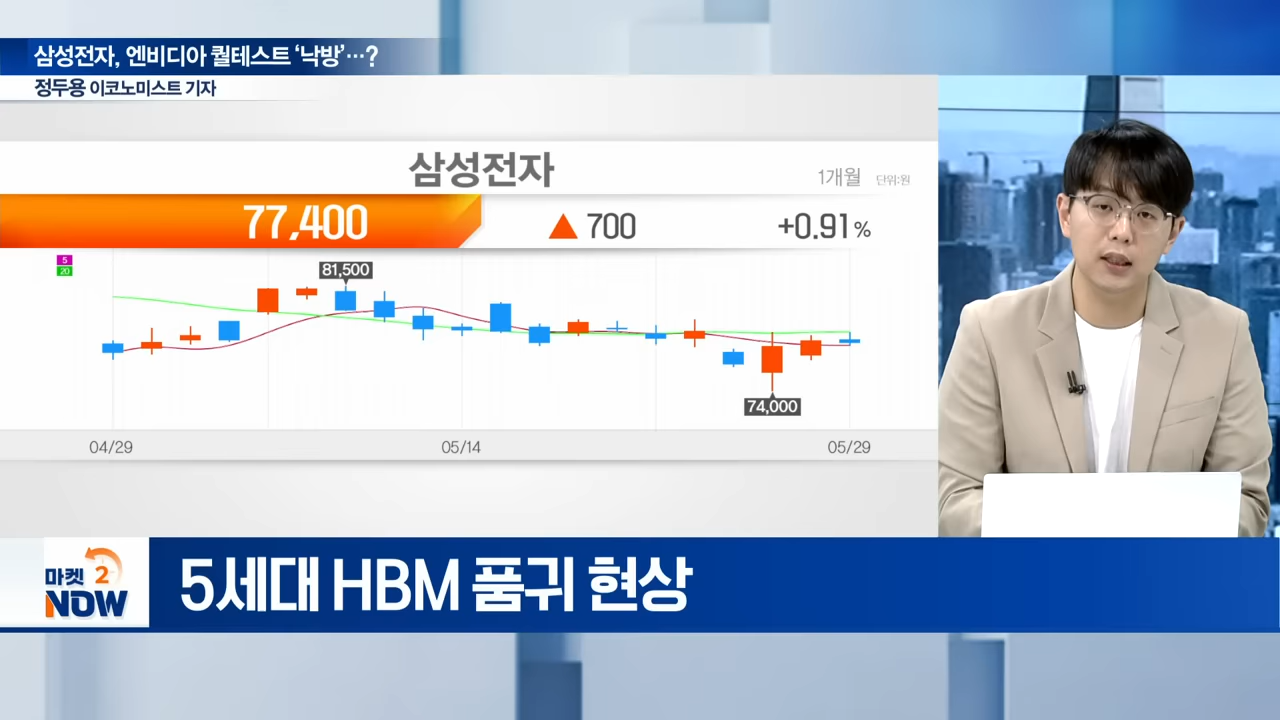 삼성전자, 엔비디아 퀄테스트 ‘낙방’…?
정두용 이코노미스트 기자
삼성전자
1개월 단위:원
77,400 ▲ 700 +0.91%
5
20
81,500
74,000
04/29 05/14 05/29
마켓 2
NOW
5세대 HBM 품귀 현상